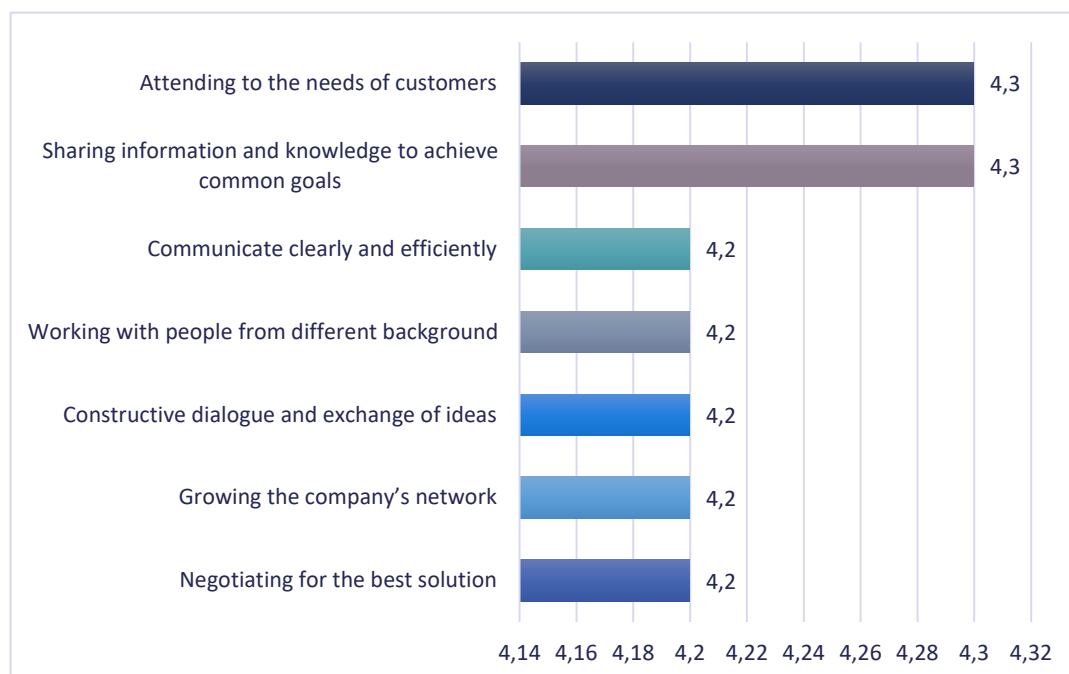 Attending to the needs of customers
4,3
Sharing information and knowledge to achieve
common goals
4,3
Communicate clearly and efficiently
4,2
Working with people from different background
4,2
Constructive dialogue and exchange of ideas
4,2
Growing the company’s network
4,2
Negotiating for the best solution
4,2
4,14 4,16 4,18 4,2 4,22 4,24 4,26 4,28 4,3 4,32